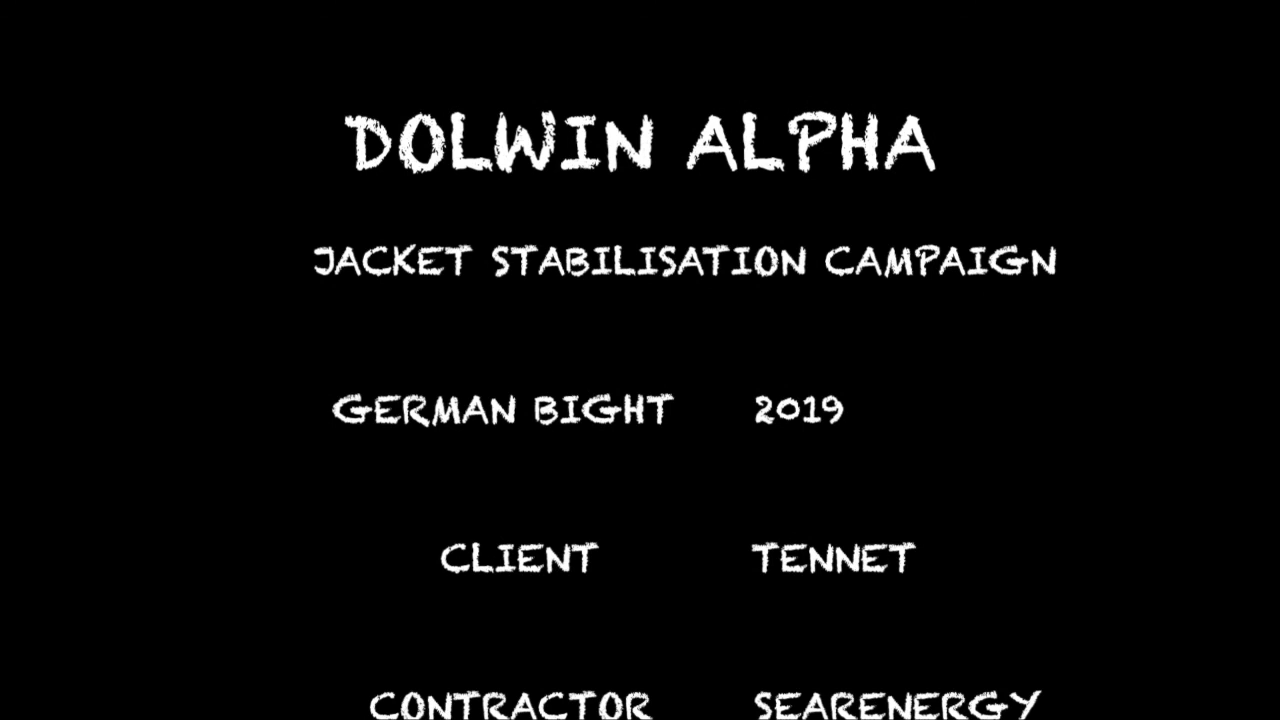 DOLWIN ALPHA
JACKET STABILISATION CAMPAIGN
GERMAN BIGHT 2019
CLIENT TENNET
CONTRACTOR SEARENERGY